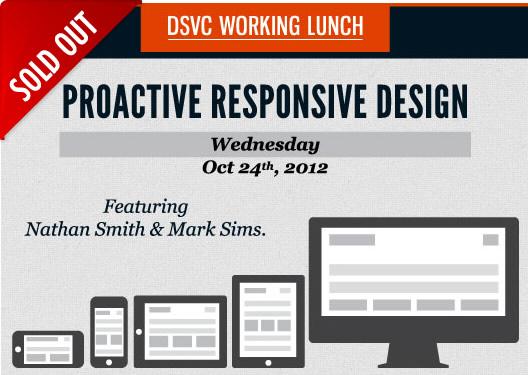 SOLD OUT
DSVC WORKING LUNCH
PROACTIVE RESPONSIVE DESIGN
Wednesday
Oct 24th, 2012
Featuring
Nathan Smith & Mark Sims.